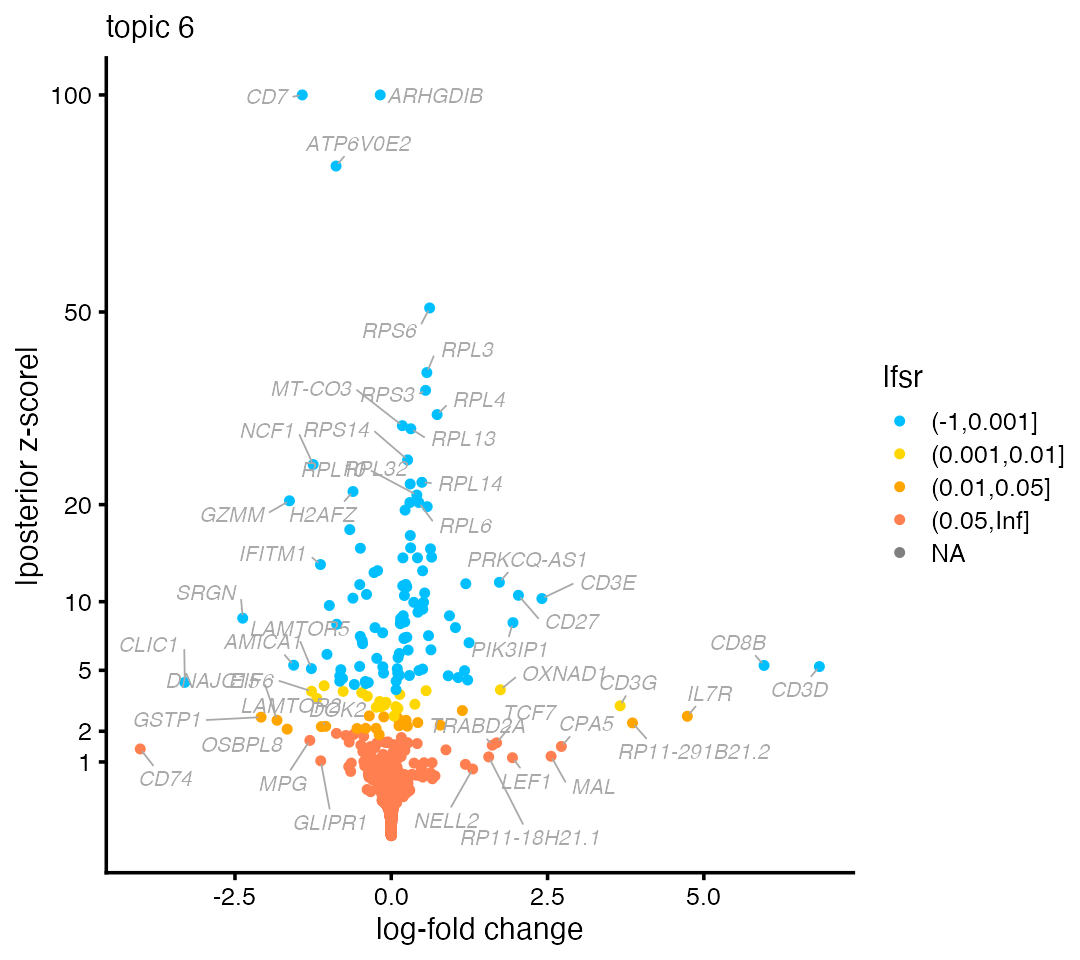 topic 6
100
CD7
ARHGDIB
ATP6V0E2
50
RPS6
RPL3
MT-CO3
RPS3
RPL4
NCF1
RPS14
RPL13
RPL32
RPL14
20
GZMM
H2AFZ
RPL6
IFITM1
PRKCQ-AS1
SRGN
CD3E
10
CD27
LAMTOR5
CLIC1
AMICA1
PIK3IP1
CD8B
5
EIF6
OXNAD1
CD3G
CD3D
LAMTOR2
DGK2
IL7R
GSTP1
TRABD2A
TCF7
CPA5
2
OSBPL8
RP11-291B21.2
1
CD74
MPG
LEF1
MAL
GLIPR1
NELL2
RP11-18H21.1
-2.5
0.0
2.5
5.0
log-fold change
|posterior z-score|
lfsr
(-1,0.001]
(0.001,0.01]
(0.01,0.05]
(0.05,Inf]
NA